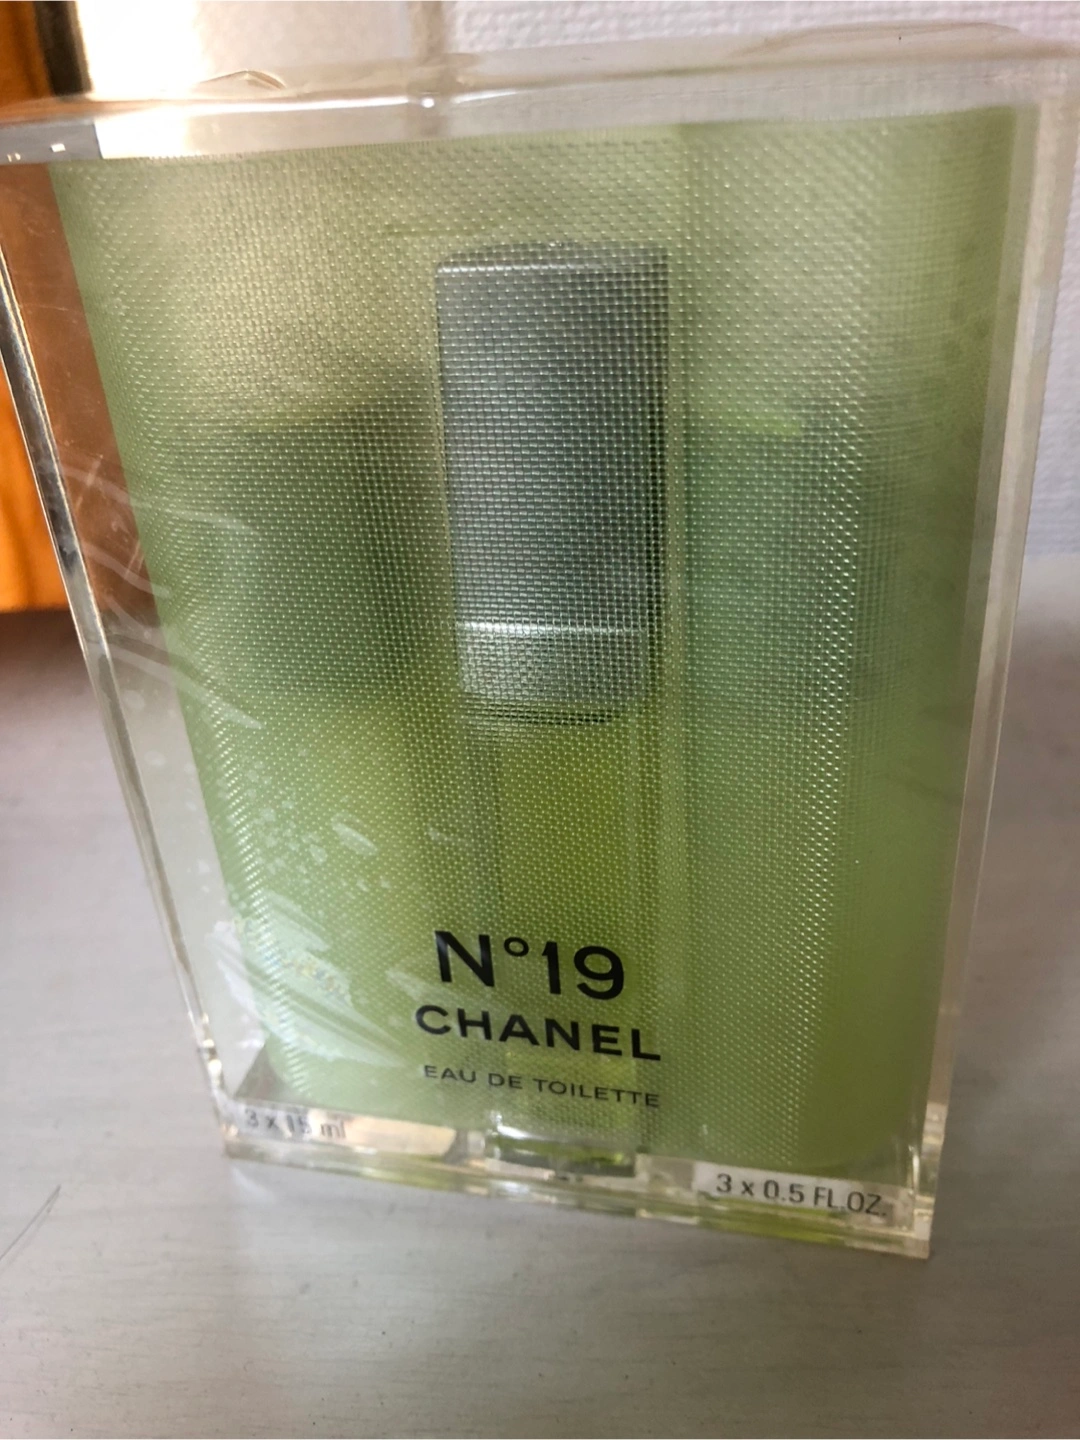 N°19
CHANEL
EAU DE TOILETTE
3 x 15 ml
3 x 0.5 FL.OZ.